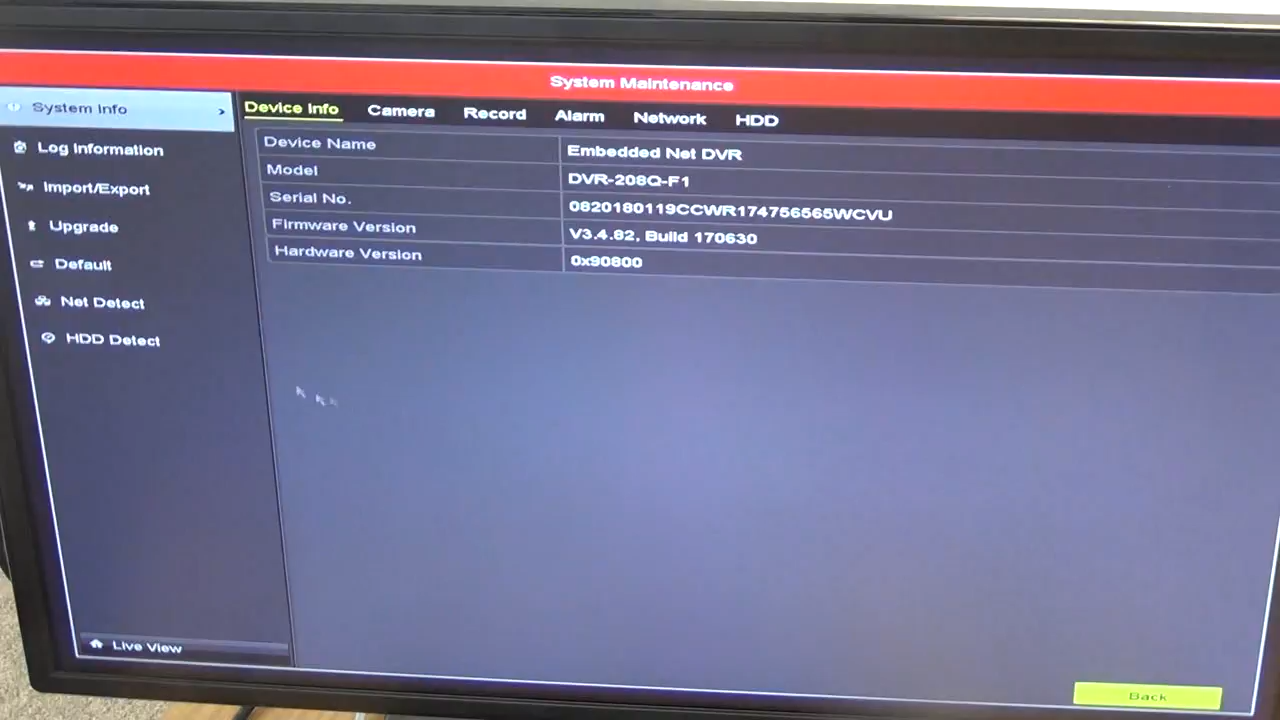 System Maintenance
System Info
Log Information
Import/Export
Upgrade
Default
Net Detect
HDD Detect
Live View
Device Info Camera Record Alarm Network HDD
Device Name Embedded Net DVR
Model DVR-208Q-F1
Serial No. 0820180119CCWR174756565WCVU
Firmware Version V3.4.82, Build 170630
Hardware Version 0x90800
Back